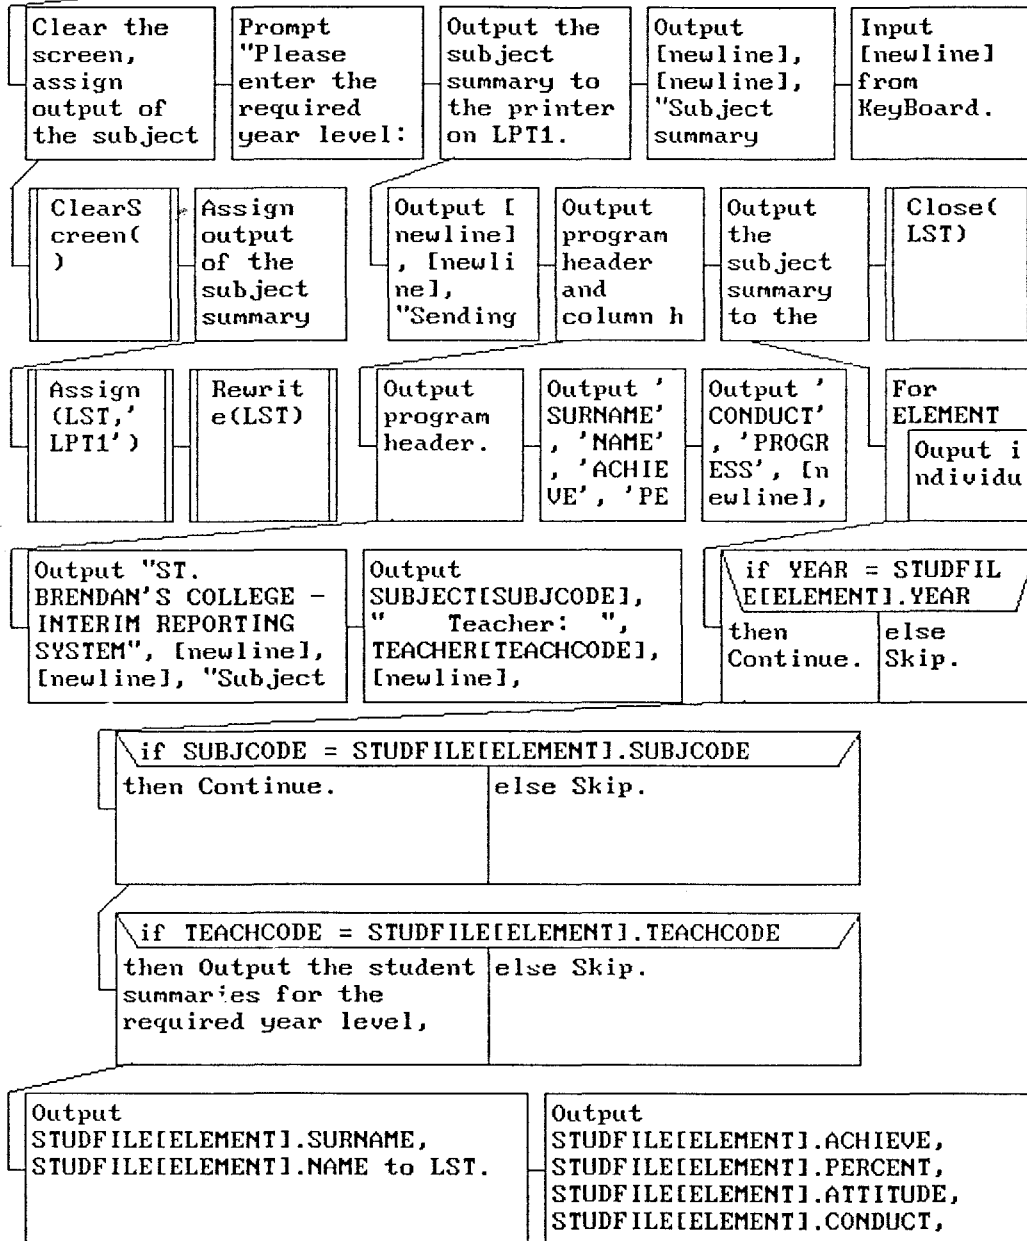 Clear the
screen,
assign
output of
the subject
Prompt
"Please
enter the
required
year level:
Output the
subject
summary to
the printer
on LPT1.
Output
[newline],
[newline],
"Subject
summary
Input
[newline]
from
KeyBoard.
ClearS
creen(
)
Assign
output
of the
subject
summary
Output [
newline]
, [newli
ne],
"Sending
Output
program
header
and
column h
Output
the
subject
summary
to the
Close(
LST)
Assign
(LST,'
LPT1')
Rewrit
e(LST)
Output
program
header.
Output '
SURNAME'
, 'NAME'
, 'ACHIE
VE', 'PE
Output '
CONDUCT'
, 'PROGR
ESS', [n
ewline],
For
ELEMENT
Ouput i
ndividu
Output "ST.
BRENDAN'S COLLEGE -
INTERIM REPORTING
SYSTEM", [newline],
[newline], "Subject
Output
SUBJECT[SUBJCODE],
"    Teacher:  ",
TEACHER[TEACHCODE],
[newline],
if YEAR = STUDFIL
E[ELEMENT].YEAR
then
Continue.
else
Skip.
if SUBJCODE = STUDFILE[ELEMENT].SUBJCODE
then Continue.
else Skip.
if TEACHCODE = STUDFILE[ELEMENT].TEACHCODE
then Output the student
summaries for the
required year level,
else Skip.
Output
STUDFILE[ELEMENT].SURNAME,
STUDFILE[ELEMENT].NAME to LST.
Output
STUDFILE[ELEMENT].ACHIEVE,
STUDFILE[ELEMENT].PERCENT,
STUDFILE[ELEMENT].ATTITUDE,
STUDFILE[ELEMENT].CONDUCT,